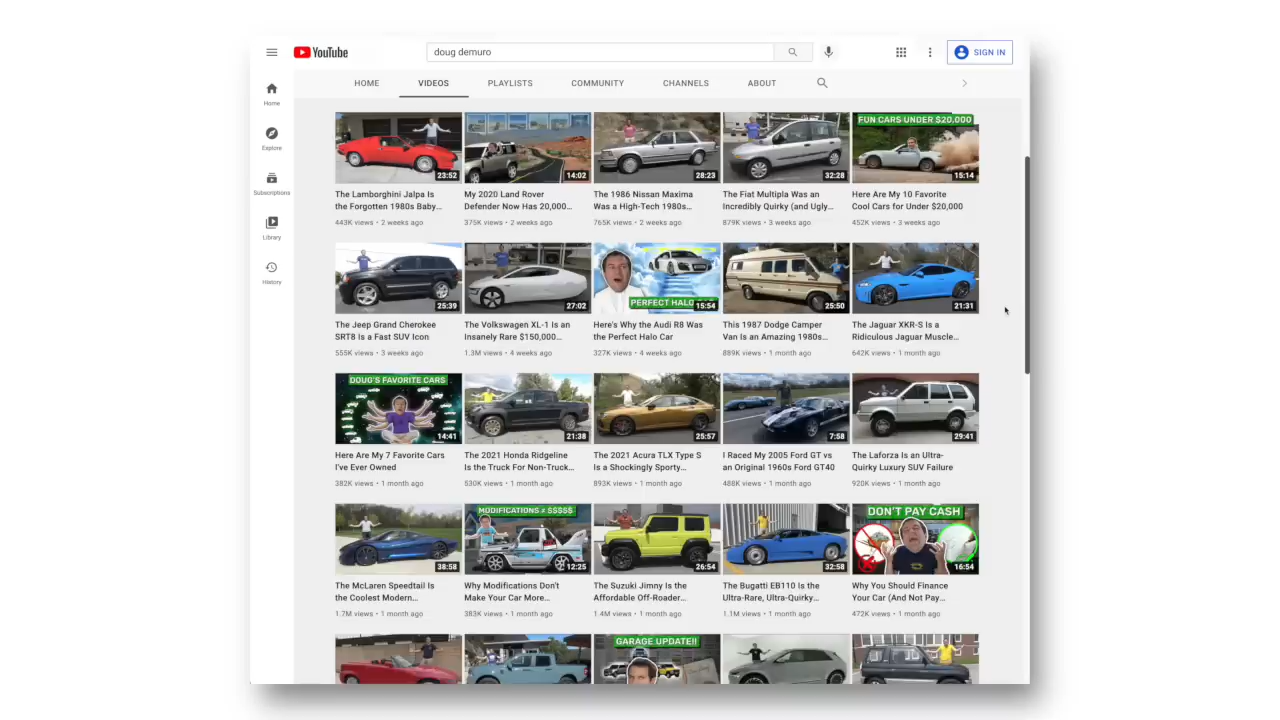 YouTube
doug demuro
SIGN IN
HOME
VIDEOS
PLAYLISTS
COMMUNITY
CHANNELS
ABOUT
Home
Explore
Subscriptions
Library
History
23:52
The Lamborghini Jalpa Is
the Forgotten 1980s Baby...
443K views • 2 weeks ago
14:02
My 2020 Land Rover
Defender Now Has 20,000...
375K views • 2 weeks ago
28:23
The 1986 Nissan Maxima
Was a High-Tech 1980s...
765K views • 2 weeks ago
32:28
The Fiat Multipla Was an
Incredibly Quirky (and Ugly...
879K views • 3 weeks ago
FUN CARS UNDER $20,000
15:14
Here Are My 10 Favorite
Cool Cars for Under $20,000
452K views • 3 weeks ago
25:39
The Jeep Grand Cherokee
SRT8 Is a Fast SUV Icon
555K views • 3 weeks ago
27:02
The Volkswagen XL-1 Is an
Insanely Rare $150,000...
1.3M views • 4 weeks ago
PERFECT HALO
15:54
Here's Why the Audi R8 Was
the Perfect Halo Car
327K views • 4 weeks ago
25:50
This 1987 Dodge Camper
Van Is an Amazing 1980s...
889K views • 1 month ago
21:31
The Jaguar XKR-S Is a
Ridiculous Jaguar Muscle...
642K views • 1 month ago
DOUG'S FAVORITE CARS
14:41
Here Are My 7 Favorite Cars
I've Ever Owned
382K views • 1 month ago
21:38
The 2021 Honda Ridgeline
Is the Truck For Non-Truck...
530K views • 1 month ago
25:57
The 2021 Acura TLX Type S
Is a Shockingly Sporty...
893K views • 1 month ago
7:58
I Raced My 2005 Ford GT vs
an Original 1960s Ford GT40
488K views • 1 month ago
29:41
The Laforza Is an Ultra-
Quirky Luxury SUV Failure
920K views • 1 month ago
38:58
The McLaren Speedtail Is
the Coolest Modern...
1.7M views • 1 month ago
MODIFICATIONS ≠ $$$$$
12:25
Why Modifications Don't
Make Your Car More...
383K views • 1 month ago
26:54
The Suzuki Jimny Is the
Affordable Off-Roader...
1.4M views • 1 month ago
32:58
The Bugatti EB110 Is the
Ultra-Rare, Ultra-Quirky...
1.1M views • 1 month ago
DON'T PAY CASH
16:54
Why You Should Finance
Your Car (And Not Pay...
472K views • 1 month ago
GARAGE UPDATE!!